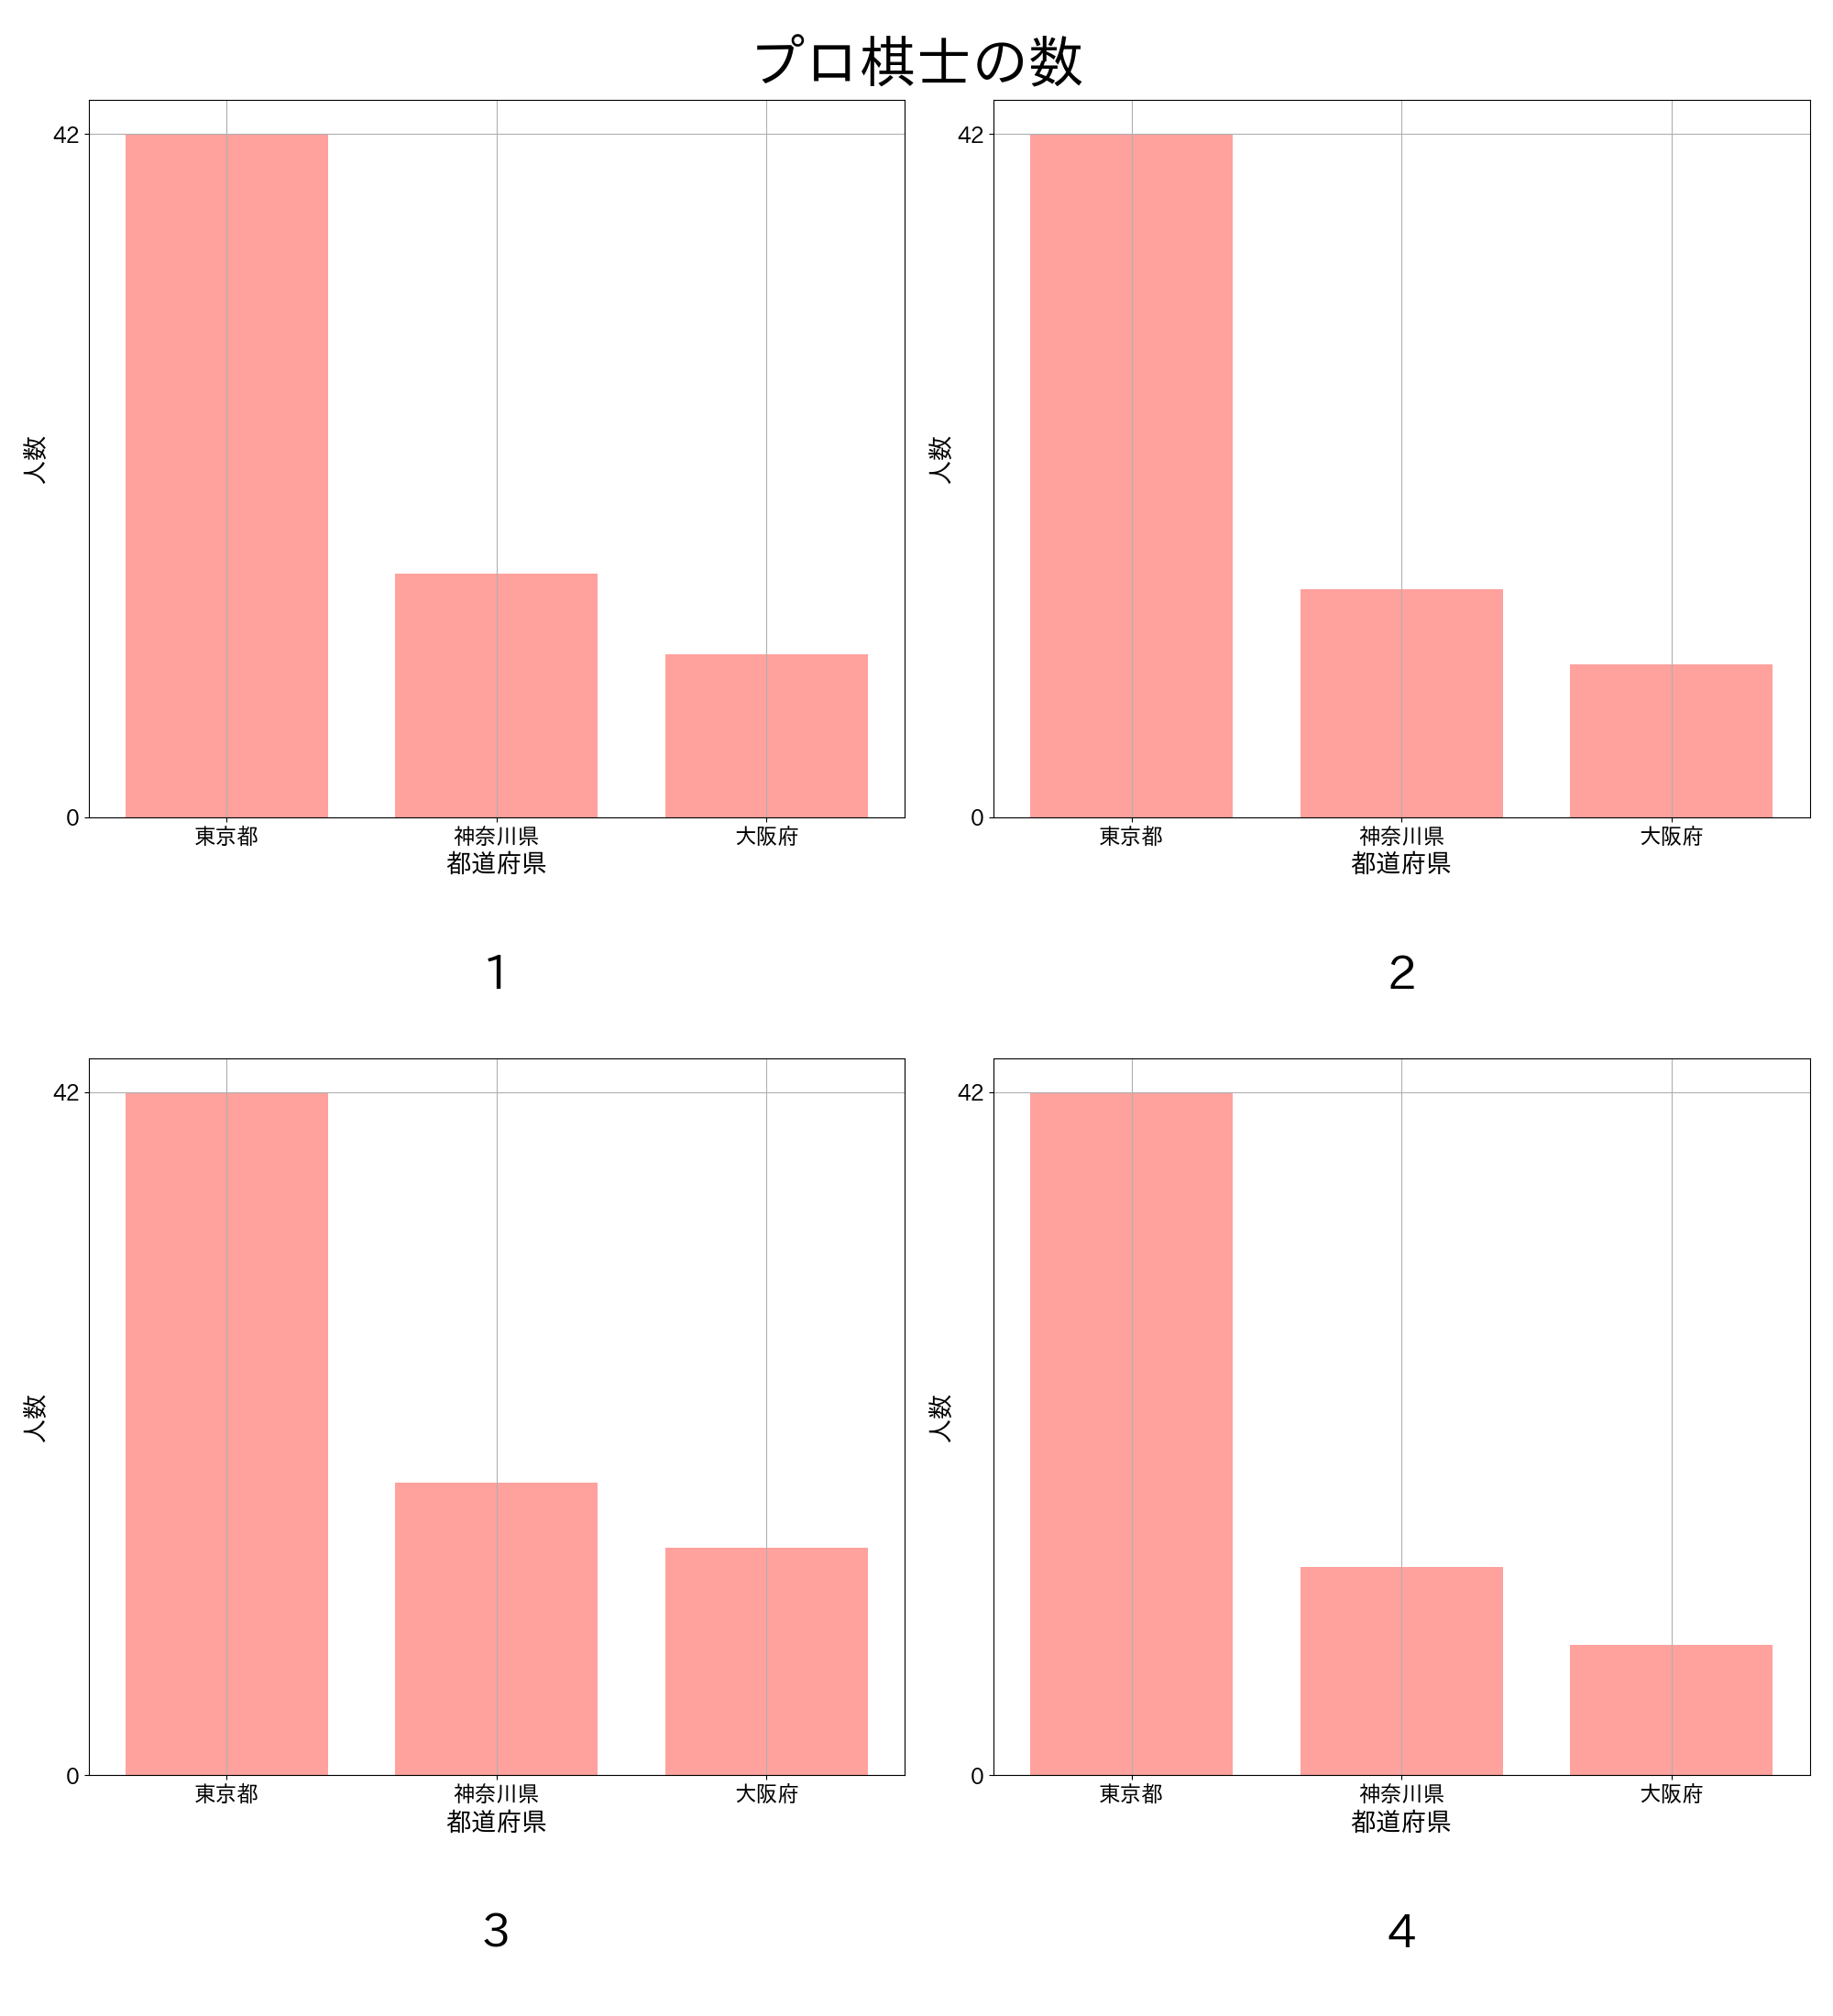 プロ棋士の数
42
人数
0
東京都 神奈川県 大阪府
都道府県
1
42
人数
0
東京都 神奈川県 大阪府
都道府県
2
42
人数
0
東京都 神奈川県 大阪府
都道府県
3
42
人数
0
東京都 神奈川県 大阪府
都道府県
4